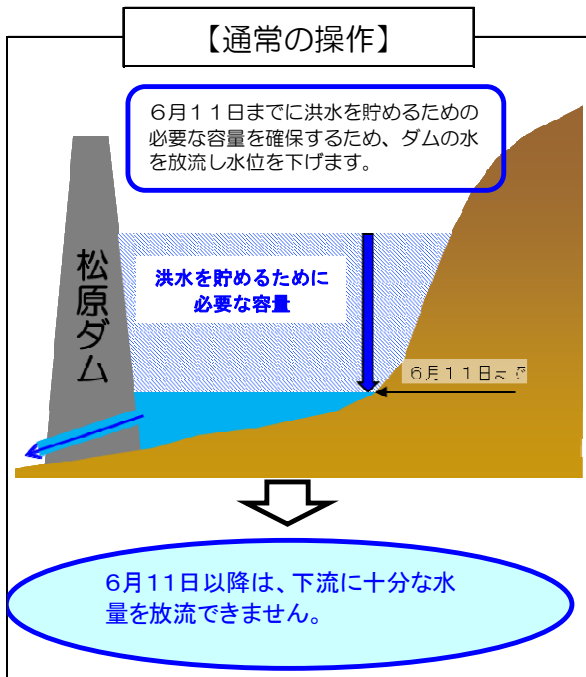 【通常の操作】
６月１１日までに洪水を貯めるための
必要な容量を確保するため、ダムの水
を放流し水位を下げます。
松原ダム
洪水を貯めるために
必要な容量
６月１１日
6月11日以降は、下流に十分な水
量を放流できません。